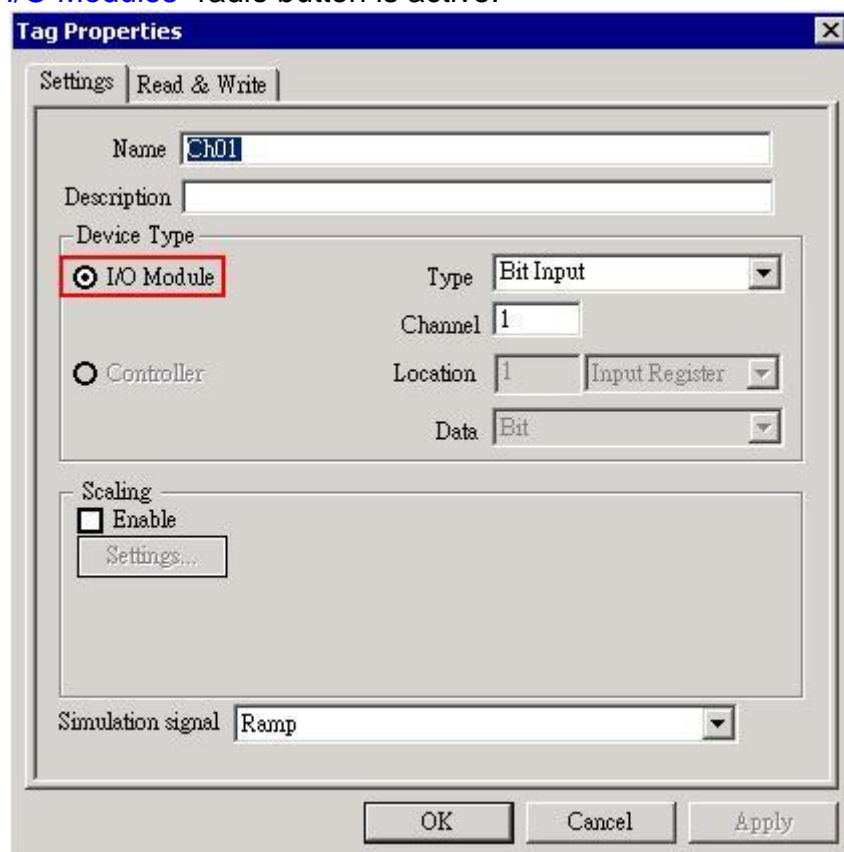 I/O Modules" radio button is active.
Tag Properties
Settings Read & Write
Name Ch01
Description
Device Type
I/O Module Type Bit Input
Channel 1
Controller Location 1 Input Register
Data Bit
Scaling
Enable
Settings...
Simulation signal Ramp
OK Cancel Apply